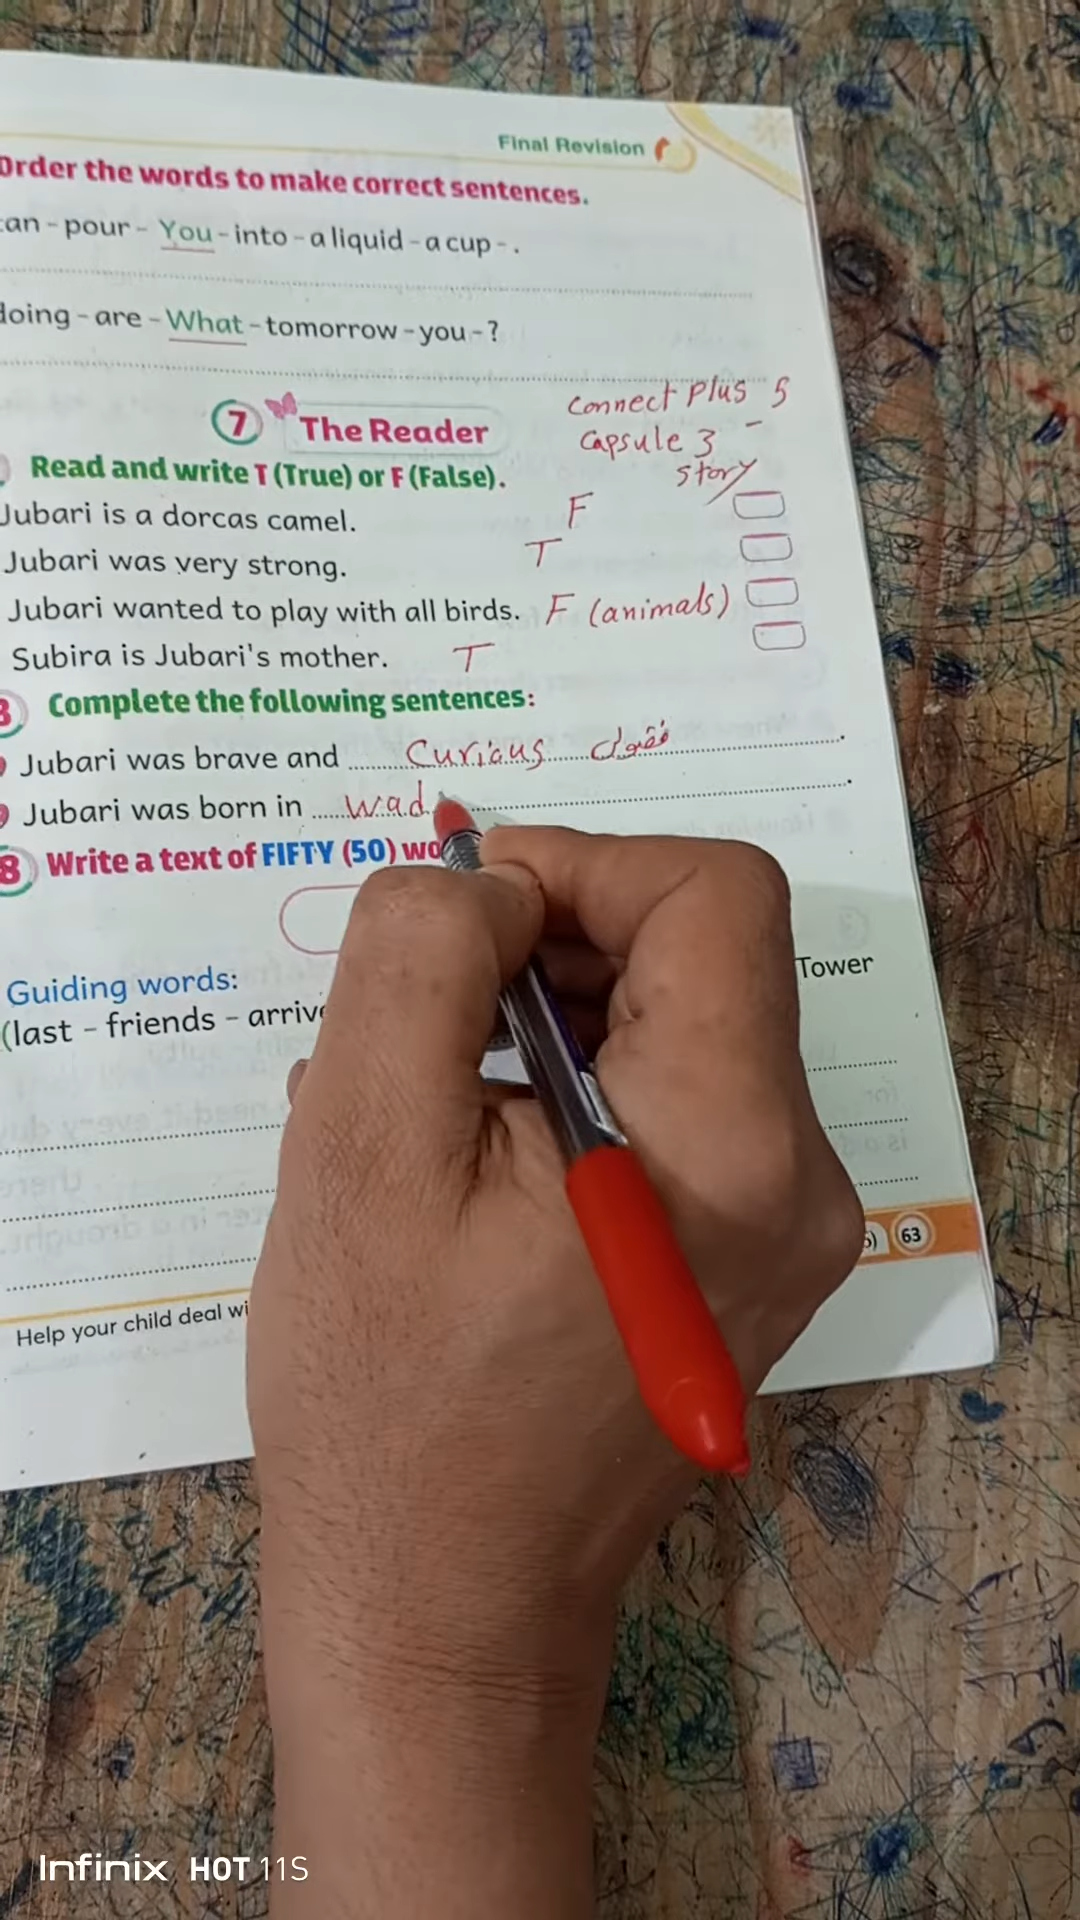 Final Revision
Order the words to make correct sentences.
can - pour - You - into - a liquid - a cup - .
doing - are - What - tomorrow - you - ?
Connect Plus 5
7 The Reader
Capsule 3
Story
Read and write T (True) or F (False).
Jubari is a dorcas camel. F
Jubari was very strong. T
Jubari wanted to play with all birds. F (animals)
Subira is Jubari's mother. T
B Complete the following sentences:
Jubari was brave and Curious فضول .
Jubari was born in wad .
8 Write a text of FIFTY (50) wo
Tower
Guiding words:
(last - friends - arrive
63
Help your child deal wi
Infinix HOT 11S